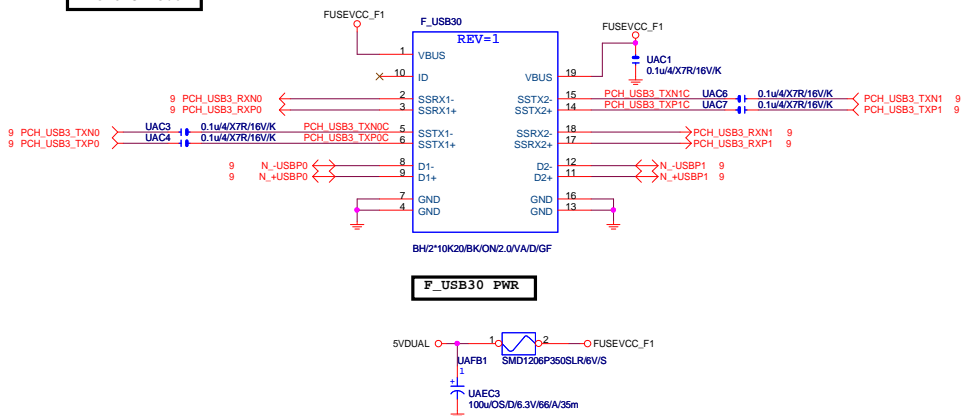 FUSEVCC_F1
F_USB30
REV=1
FUSEVCC_F1
1 VBUS
10 ID
VBUS 19
UAC1
0.1u/4/X7R/16V/K
9 PCH_USB3_RXN0 2 SSRX1-
9 PCH_USB3_RXP0 3 SSRX1+
SSTX2- 15 PCH_USB3_TXN1C UAC6 0.1u/4/X7R/16V/K PCH_USB3_TXN1 9
SSTX2+ 14 PCH_USB3_TXP1C UAC7 0.1u/4/X7R/16V/K PCH_USB3_TXP1 9
9 PCH_USB3_TXN0 UAC3 0.1u/4/X7R/16V/K PCH_USB3_TXN0C 5 SSTX1-
9 PCH_USB3_TXP0 UAC4 0.1u/4/X7R/16V/K PCH_USB3_TXP0C 6 SSTX1+
SSRX2- 18 PCH_USB3_RXN1 9
SSRX2+ 17 PCH_USB3_RXP1 9
9 N_-USBP0 8 D1-
9 N_+USBP0 9 D1+
D2- 12 N_-USBP1 9
D2+ 11 N_+USBP1 9
7 GND
4 GND
GND 16
GND 13
BH/2*10K20/BK/ON/2.0/VA/D/GF
F_USB30 PWR
5VDUAL 1 2 FUSEVCC_F1
UAFB1 SMD1206P350SLR/6V/S
1
+
UAEC3
100u/OS/D/6.3V/66/A/35m